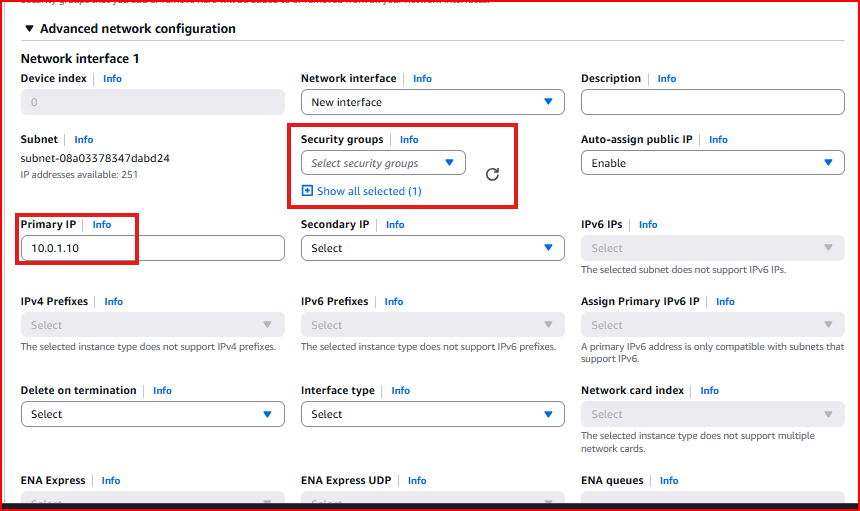 Advanced network configuration
Network interface 1
Device index Info
0
Network interface Info
New interface
Description Info
Subnet Info
subnet-08a03378347dabd24
IP addresses available: 251
Security groups Info
Select security groups
Show all selected (1)
Auto-assign public IP Info
Enable
Primary IP Info
10.0.1.10
Secondary IP Info
Select
IPv6 IPs Info
Select
The selected subnet does not support IPv6 IPs.
IPv4 Prefixes Info
Select
The selected instance type does not support IPv4 prefixes.
IPv6 Prefixes Info
Select
The selected instance type does not support IPv6 prefixes.
Assign Primary IPv6 IP Info
Select
A primary IPv6 address is only compatible with subnets that
support IPv6.
Delete on termination Info
Select
Interface type Info
Select
Network card index Info
Select
The selected instance type does not support multiple
network cards.
ENA Express Info
Select
ENA Express UDP Info
Select
ENA queues Info